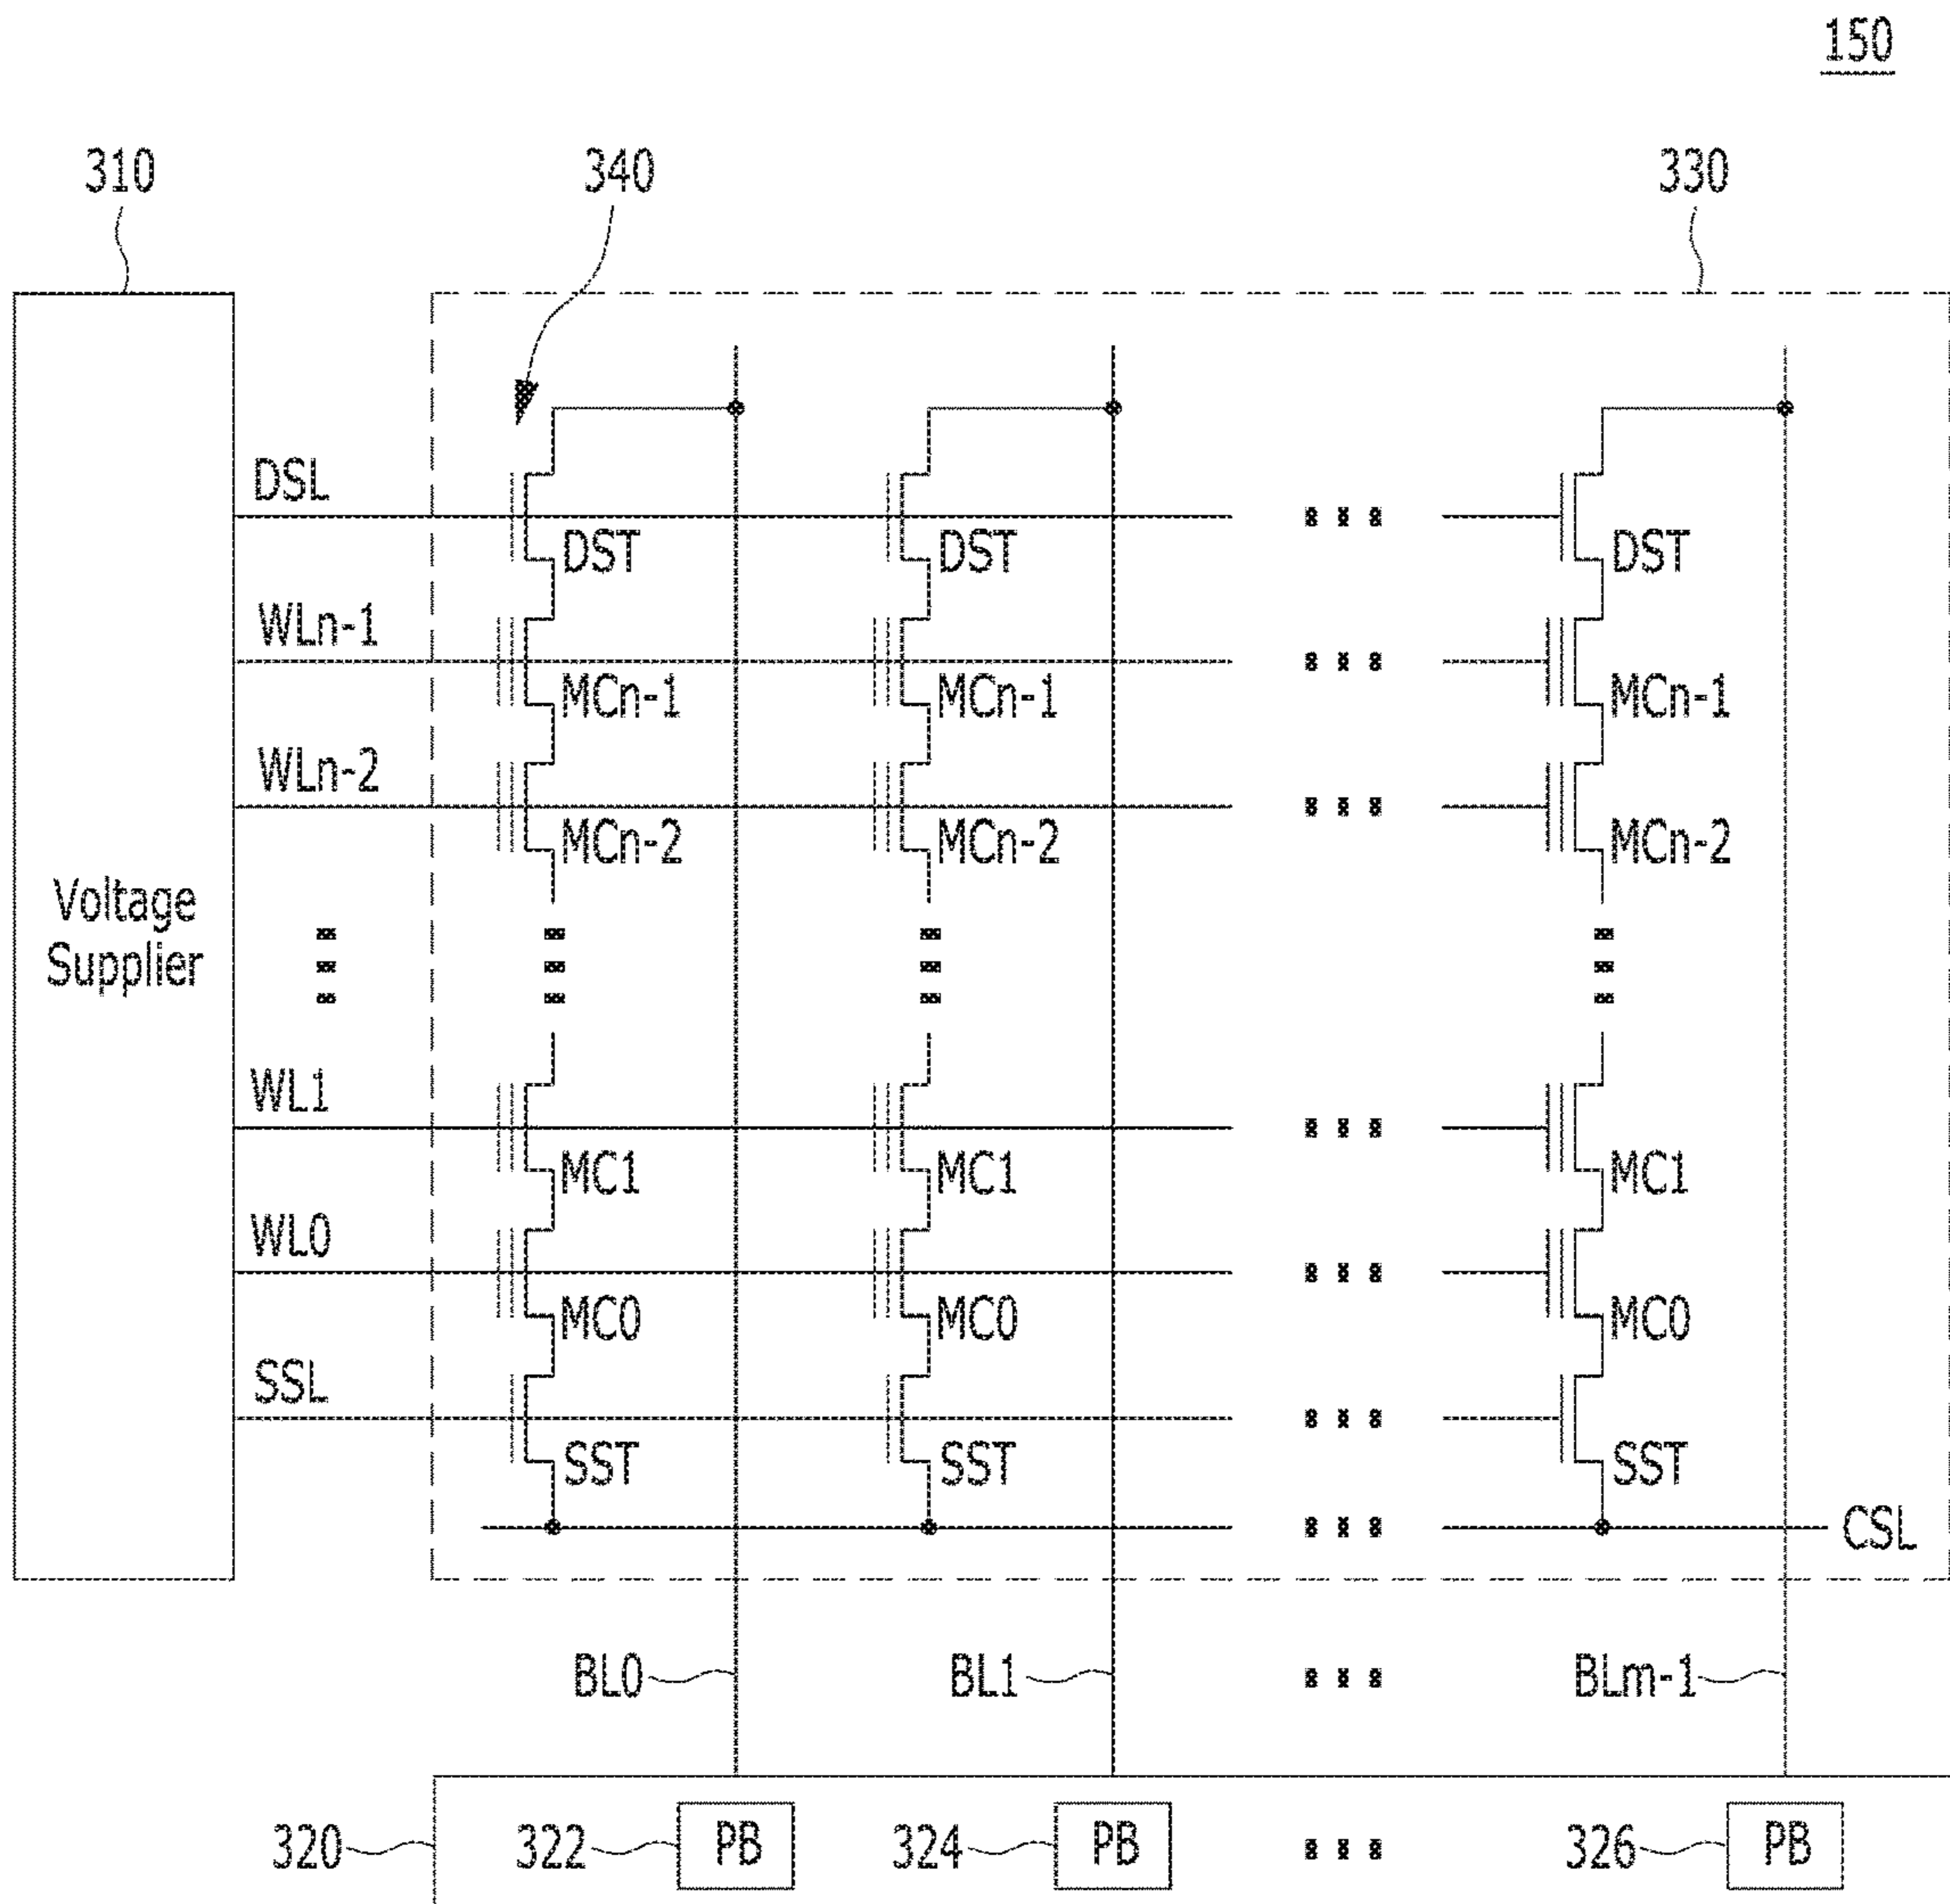 150
310
340
330
DSL
DST
DST
DST
WLn-1
MCn-1
MCn-1
MCn-1
WLn-2
MCn-2
MCn-2
MCn-2
Voltage
Supplier
WL1
MC1
MC1
MC1
WL0
MC0
MC0
MC0
SSL
SST
SST
SST
CSL
BL0
BL1
BLm-1
320
322
PB
324
PB
326
PB